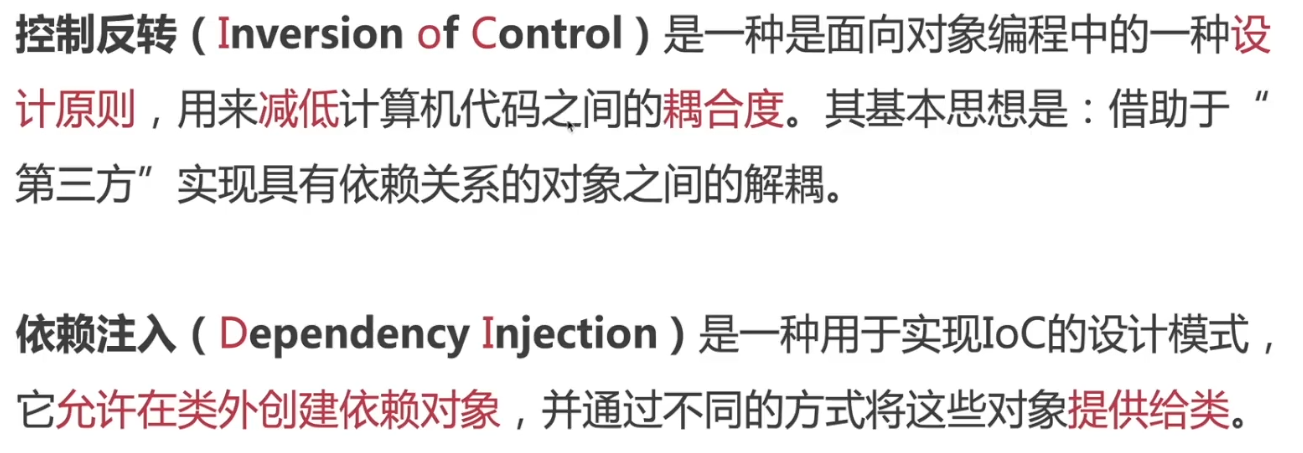 控制反转（Inversion of Control）是一种是面向对象编程中的一种设
计原则，用来减低计算机代码之间的耦合度。其基本思想是：借助于“
第三方”实现具有依赖关系的对象之间的解耦。
依赖注入（Dependency Injection）是一种用于实现IoC的设计模式，
它允许在类外创建依赖对象，并通过不同的方式将这些对象提供给类。